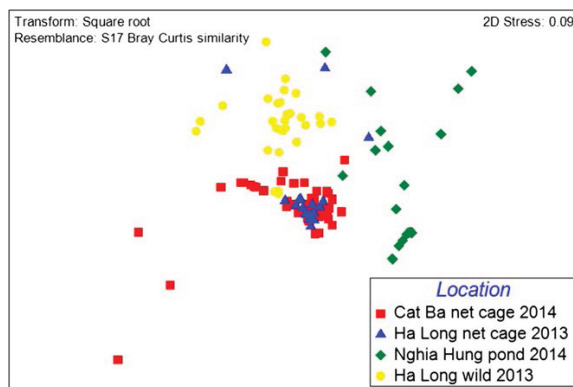 Transform: Square root
2D Stress: 0.09
Resemblance: S17 Bray Curtis similarity
Location
Cat Ba net cage 2014
Ha Long net cage 2013
Nghia Hung pond 2014
Ha Long wild 2013